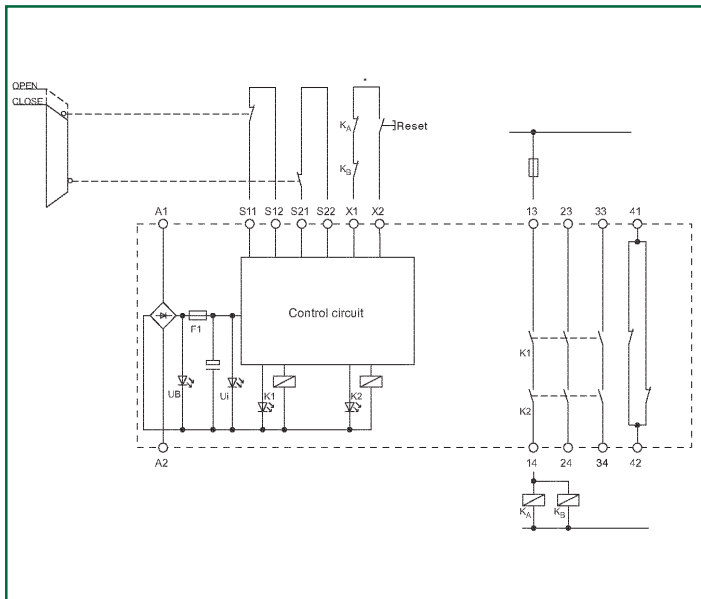 *
OPEN
CLOSE
KA
Reset
KB
A1 S11 S12 S21 S22 X1 X2 13 23 33 41
Control circuit
F1
K1
UB Ui K1 K2
K2
A2 14 24 34 42
KA KB